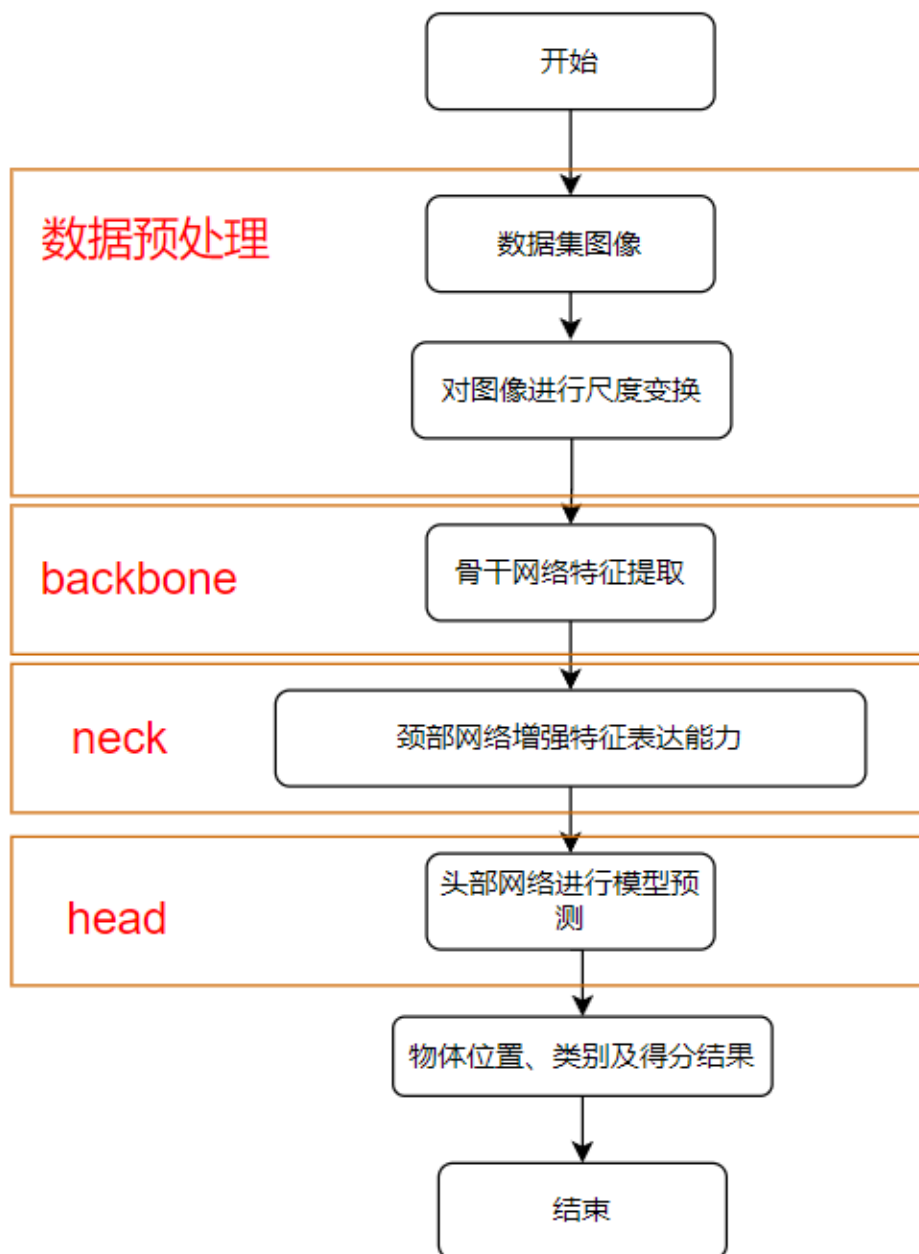 开始
数据预处理
数据集图像
对图像进行尺度变换
backbone
骨干网络特征提取
neck
颈部网络增强特征表达能力
head
头部网络进行模型预
测
物体位置、类别及得分结果
结束